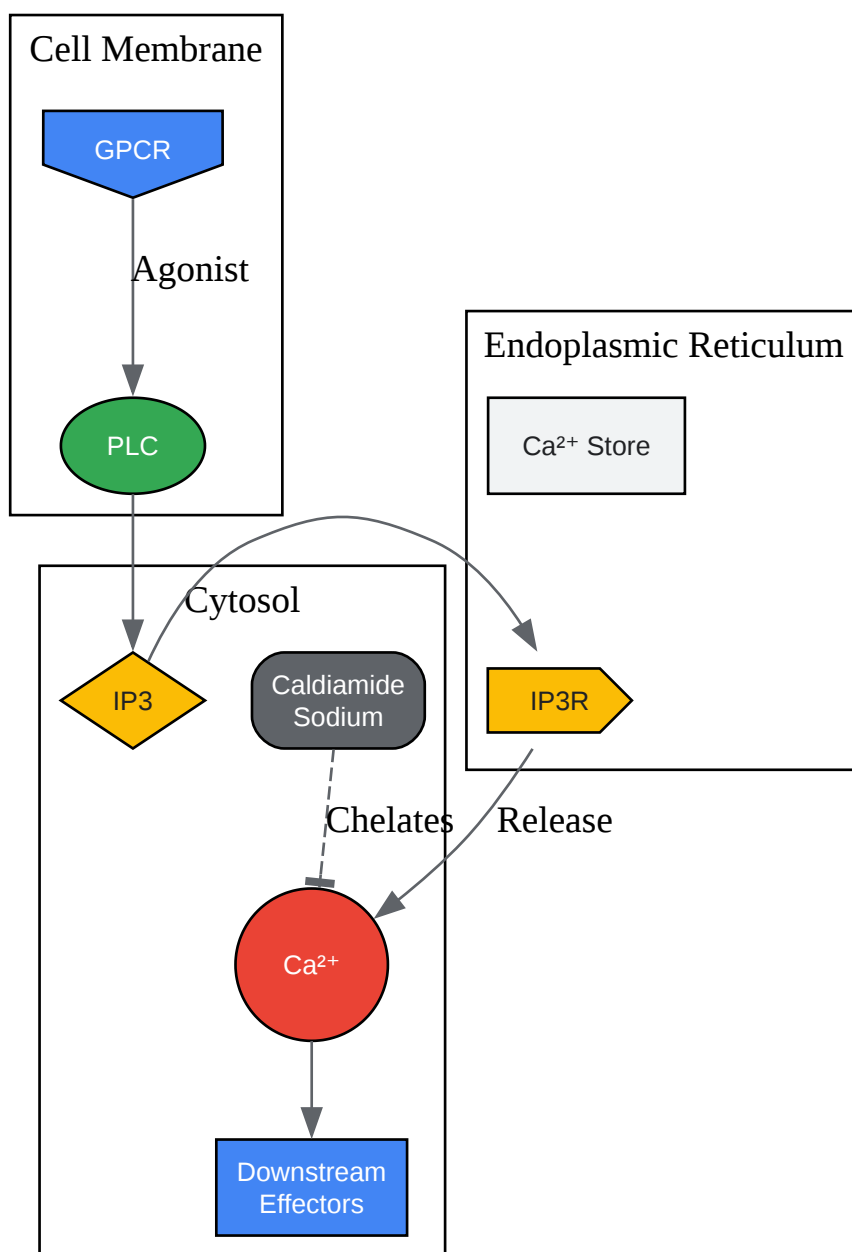 Cell Membrane
GPCR
Agonist
PLC
Endoplasmic Reticulum
Ca²⁺ Store
Cytosol
IP3
Caldiamide
Sodium
IP3R
Chelates
Release
Ca²⁺
Downstream
Effectors